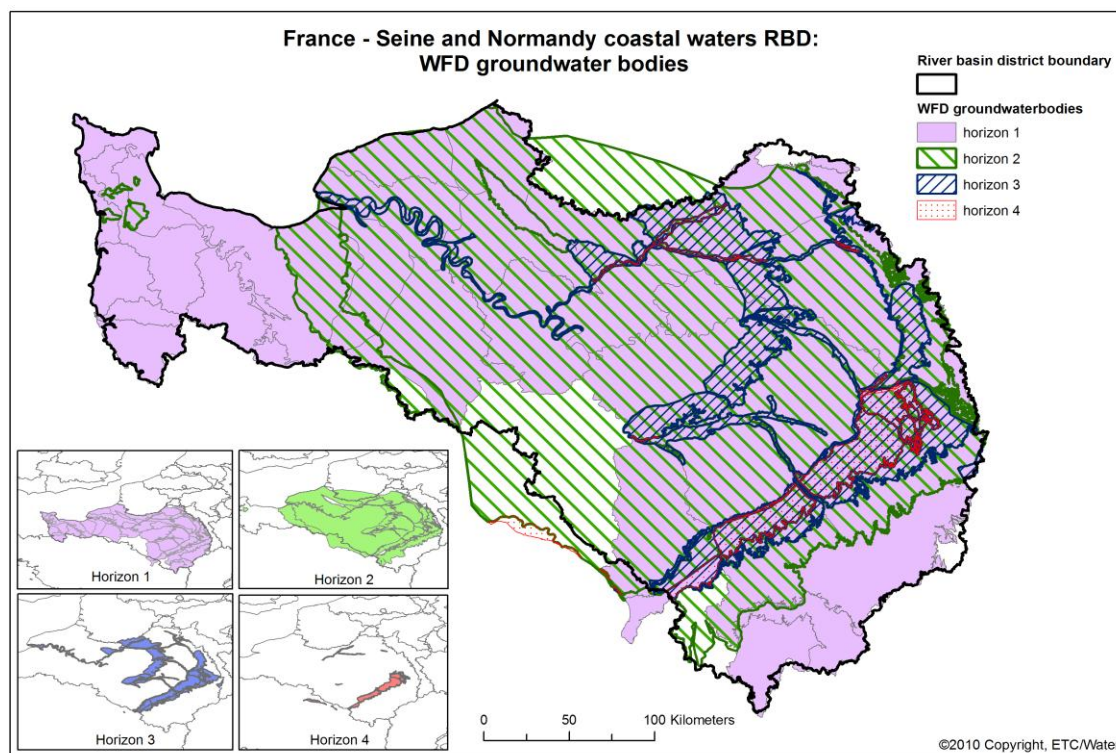 France - Seine and Normandy coastal waters RBD:
WFD groundwater bodies
River basin district boundary
WFD groundwaterbodies
horizon 1
horizon 2
horizon 3
horizon 4
Horizon 1
Horizon 2
Horizon 3
Horizon 4
0 50 100 Kilometers
©2010 Copyright, ETC/Water